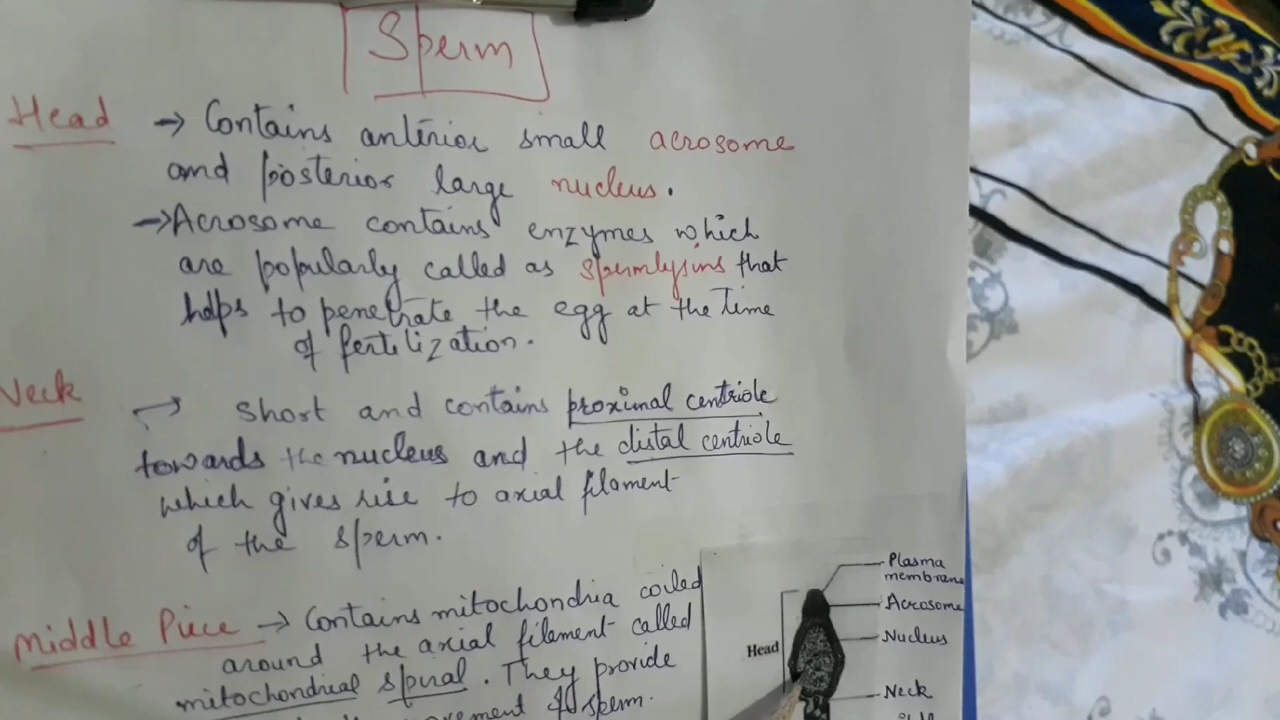 Sperm
Head → Contains anterior small acrosome
and posterior large nucleus.
→ Acrosome contains enzymes which
are popularly called as spermlysins that
helps to penetrate the egg at the time
of fertilization.
Neck → Short and contains proximal centriole
towards the nucleus and the distal centriole
which gives rise to axial filament
of the sperm.
Middle Piece → Contains mitochondria coiled
around the axial filament called
mitochondrial spiral. They provide
of sperm.
Plasma
membrane
Acrosome
Nucleus
Head
Neck